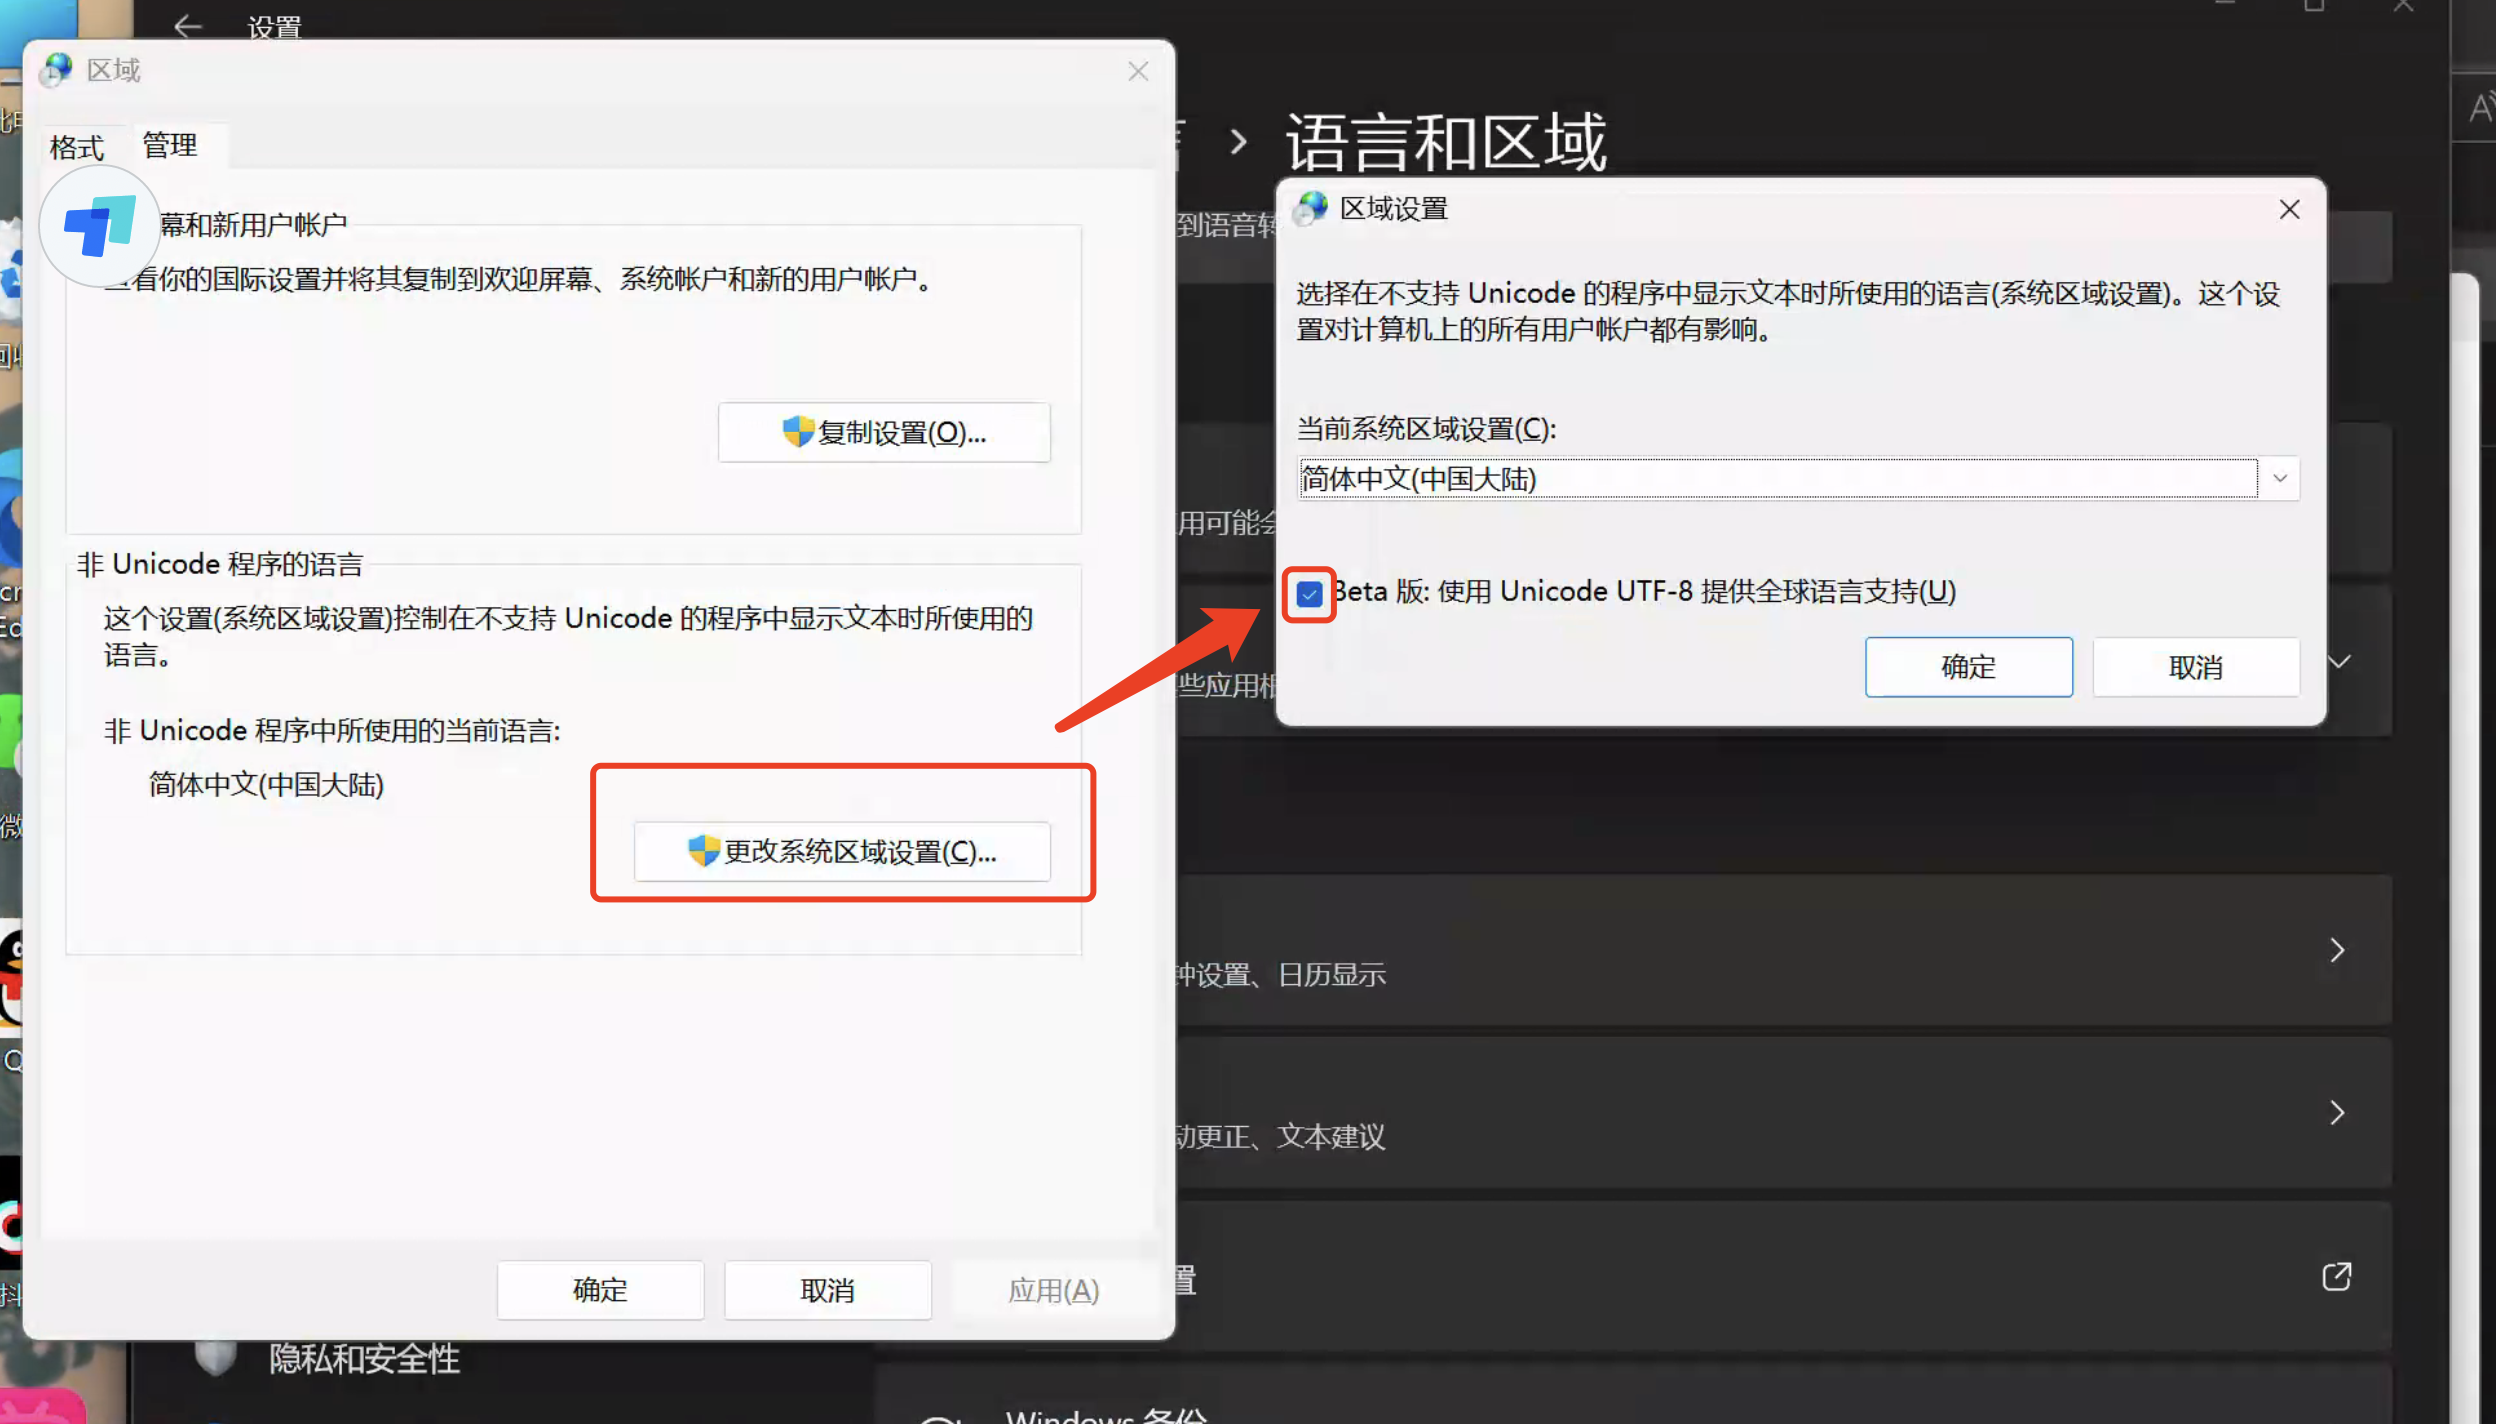 设置
区域
格式
管理
幕和新用户帐户
看你的国际设置并将其复制到欢迎屏幕、系统帐户和新的用户帐户。
复制设置(O)...
非 Unicode 程序的语言
这个设置(系统区域设置)控制在不支持 Unicode 的程序中显示文本时所使用的
语言。
非 Unicode 程序中所使用的当前语言:
简体中文(中国大陆)
更改系统区域设置(C)...
确定
取消
应用(A)
语言和区域
到语音转
区域设置
选择在不支持 Unicode 的程序中显示文本时所使用的语言(系统区域设置)。这个设
置对计算机上的所有用户帐户都有影响。
当前系统区域设置(C):
简体中文(中国大陆)
Beta 版: 使用 Unicode UTF-8 提供全球语言支持(U)
确定
取消
用可能会
些应用根
钟设置、日历显示
动更正、文本建议
置
隐私和安全性
Windows 备份